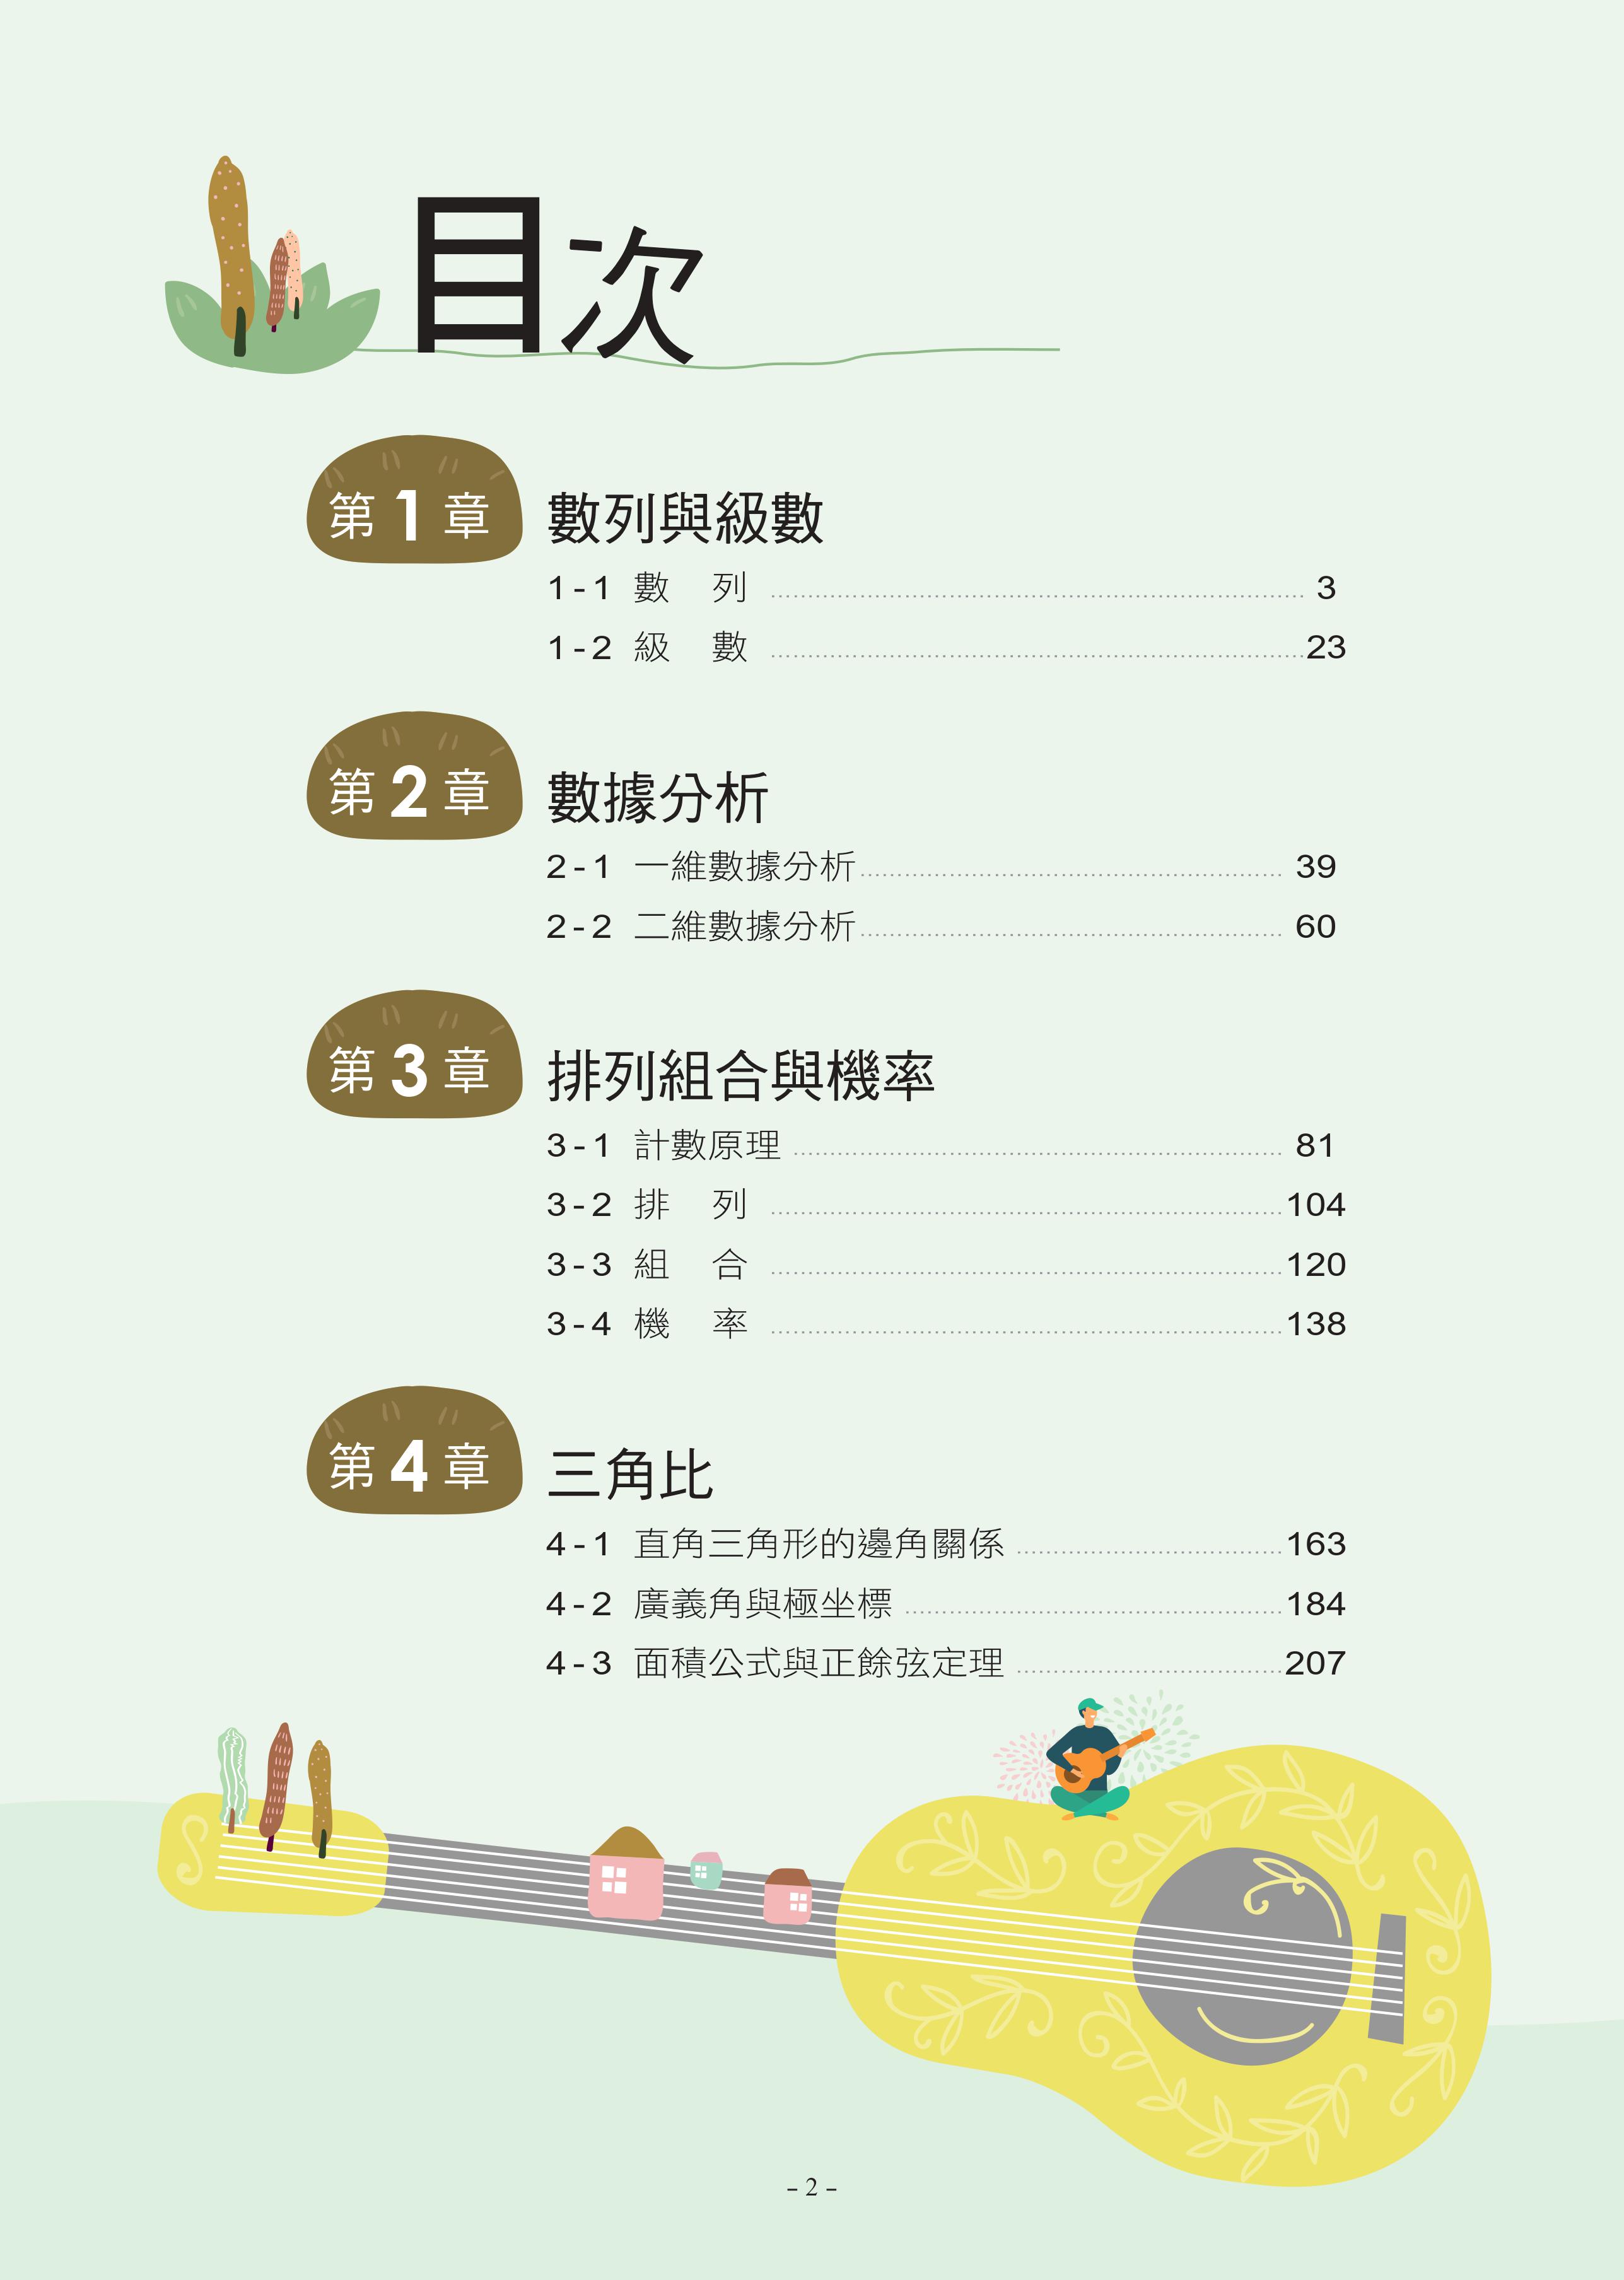 目次
第1章 數列與級數
1-1 數 列 3
1-2 級 數 23
第2章 數據分析
2-1 一維數據分析 39
2-2 二維數據分析 60
第3章 排列組合與機率
3-1 計數原理 81
3-2 排 列 104
3-3 組 合 120
3-4 機 率 138
第4章 三角比
4-1 直角三角形的邊角關係 163
4-2 廣義角與極坐標 184
4-3 面積公式與正餘弦定理 207
– 2 –